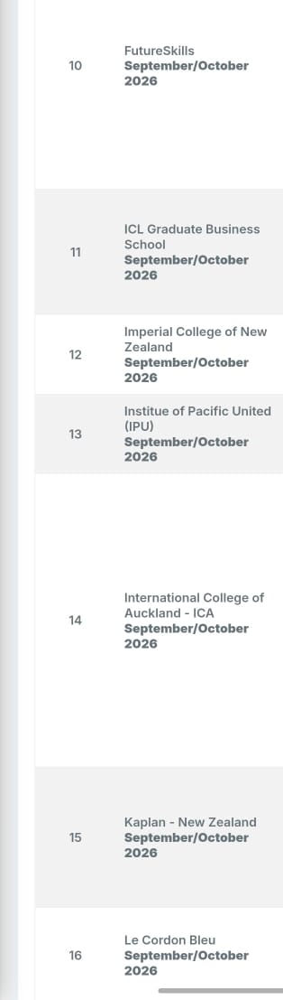 10
FutureSkills
September/October
2026
11
ICL Graduate Business
School
September/October
2026
12
Imperial College of New
Zealand
September/October
2026
13
Institue of Pacific United
(IPU)
September/October
2026
14
International College of
Auckland - ICA
September/October
2026
15
Kaplan - New Zealand
September/October
2026
16
Le Cordon Bleu
September/October
2026